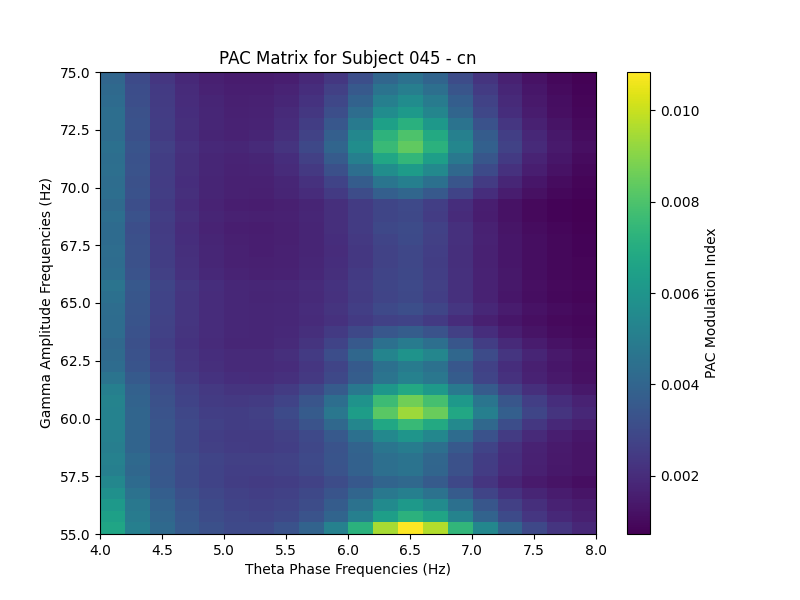 PAC Matrix for Subject 045 - cn
75.0
72.5
70.0
67.5
65.0
62.5
60.0
57.5
55.0
Gamma Amplitude Frequencies (Hz)
4.0 4.5 5.0 5.5 6.0 6.5 7.0 7.5 8.0
Theta Phase Frequencies (Hz)
0.010
0.008
0.006
0.004
0.002
PAC Modulation Index